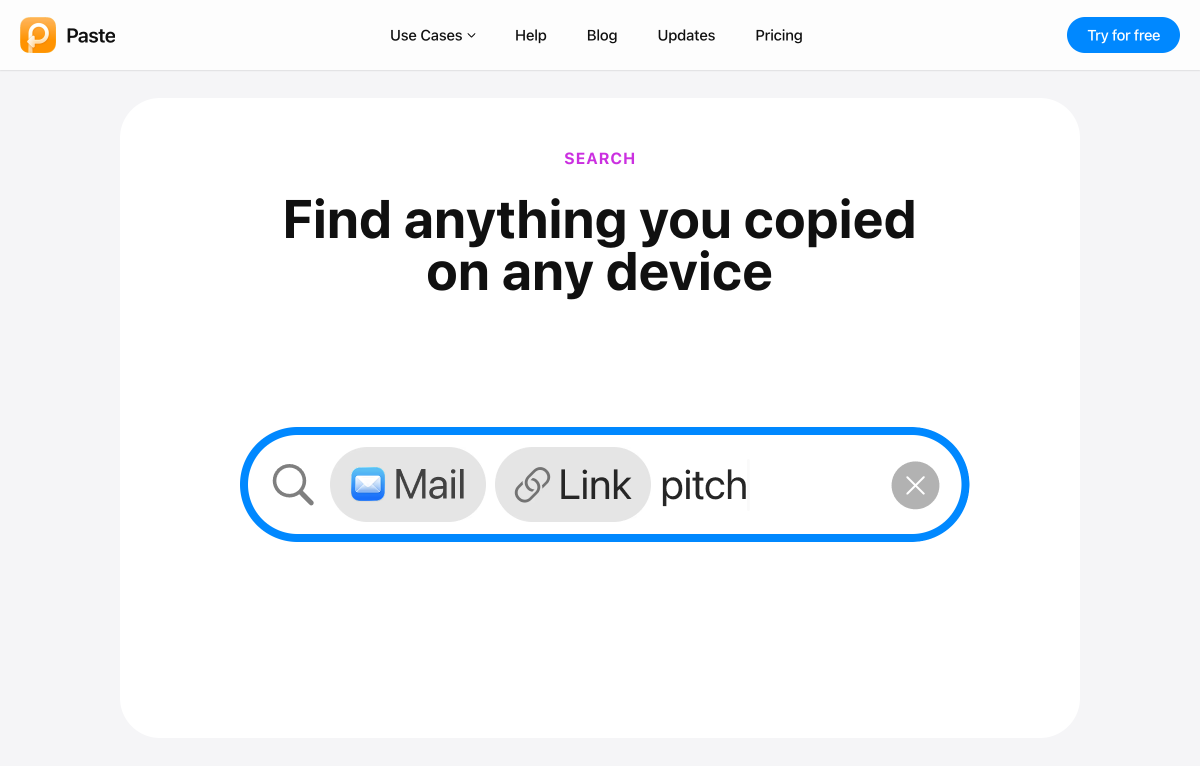 Paste
Use Cases
Help
Blog
Updates
Pricing
Try for free
SEARCH
Find anything you copied
on any device
Mail Link pitch